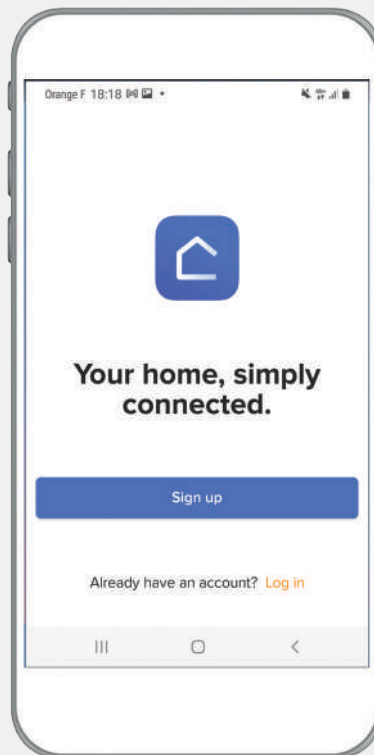 Orange F 18:18
Your home, simply
connected.
Sign up
Already have an account? Log in